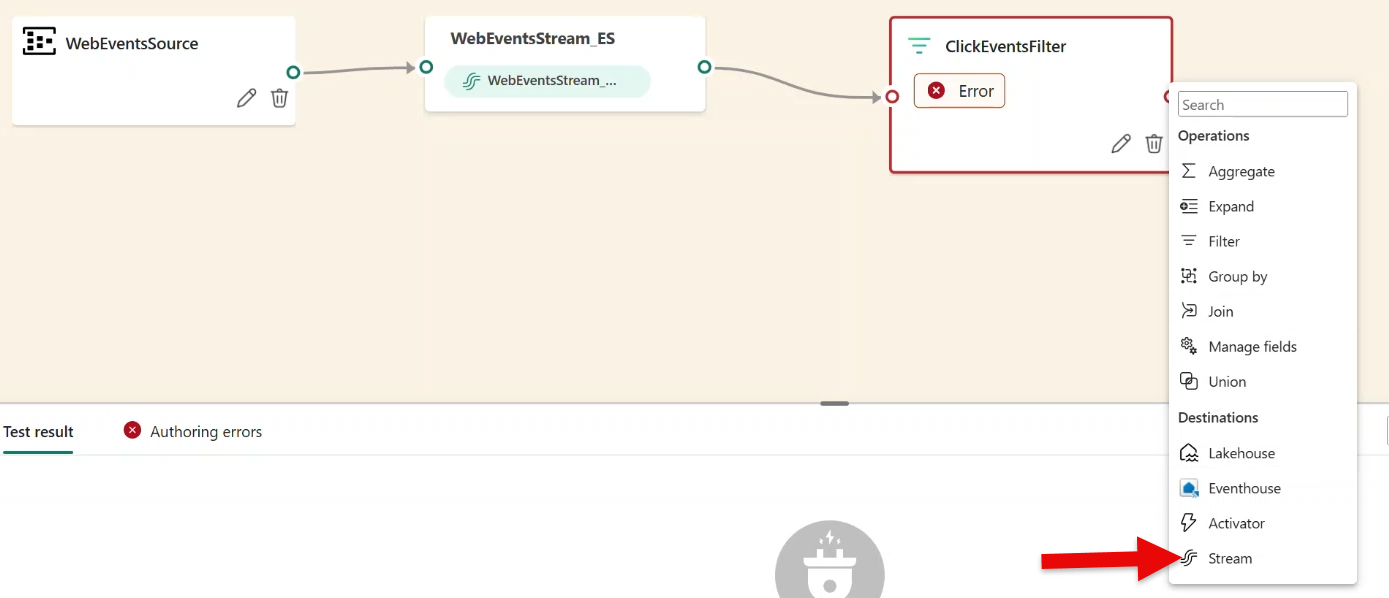 WebEventsSource
WebEventsStream_ES
WebEventsStream_...
ClickEventsFilter
Error
Search
Operations
Aggregate
Expand
Filter
Group by
Join
Manage fields
Union
Destinations
Lakehouse
Eventhouse
Activator
Stream
Test result
Authoring errors